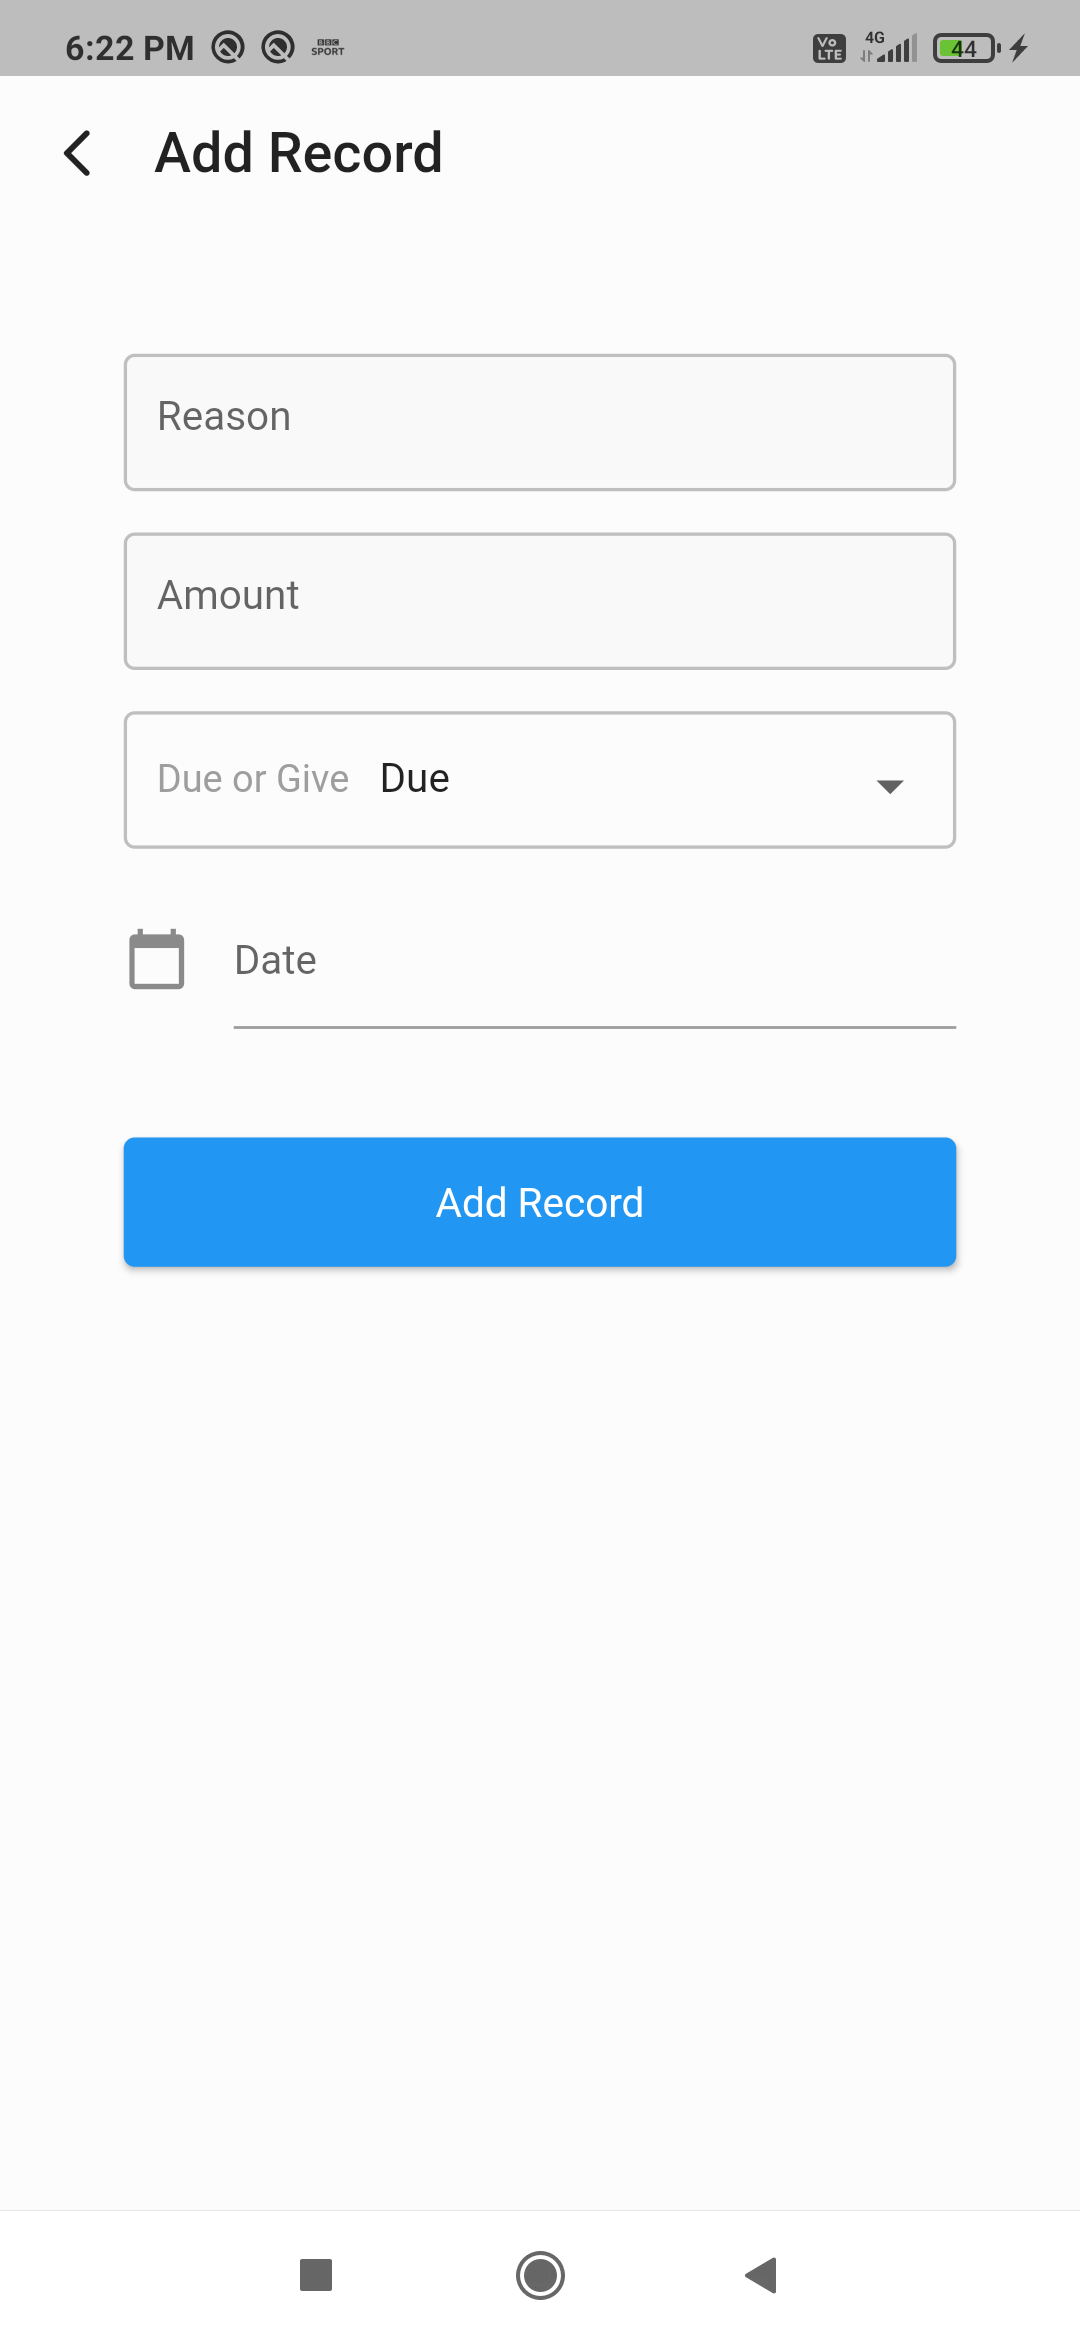 6:22 PM BBC SPORT Vo LTE 4G 44
Add Record
Reason
Amount
Due or Give Due
Date
Add Record